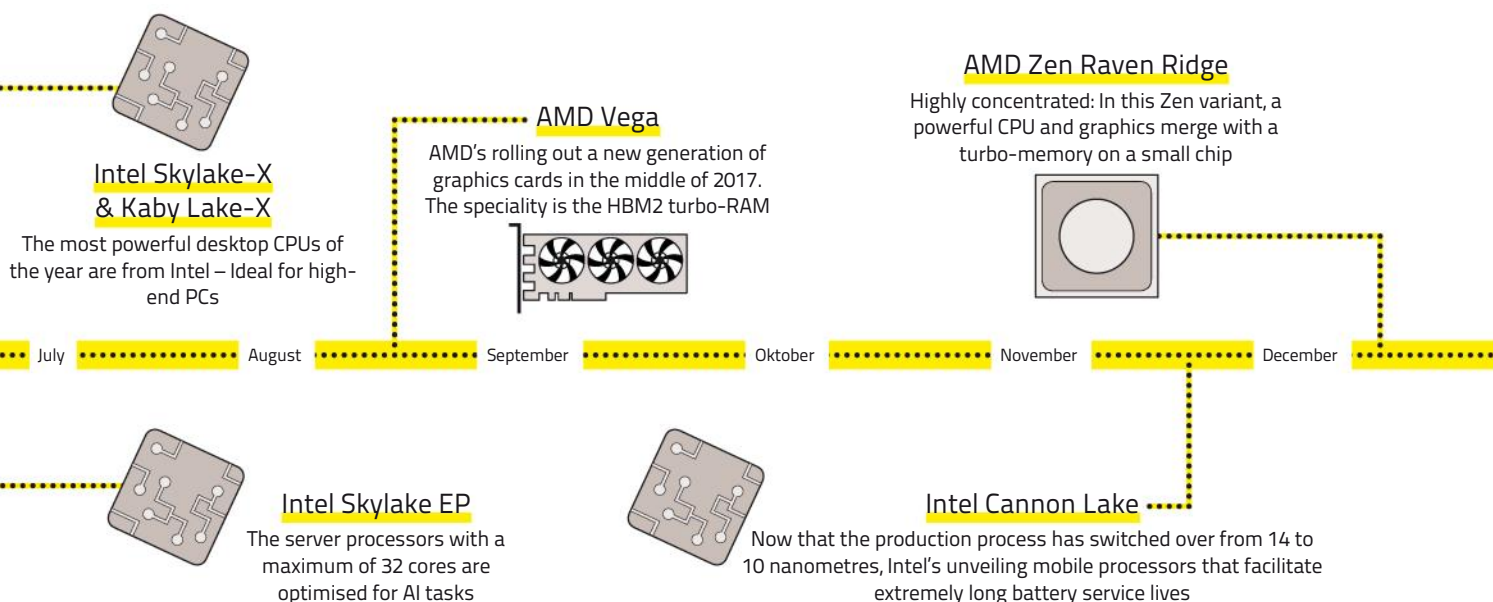 AMD Zen Raven Ridge
Highly concentrated: In this Zen variant, a
powerful CPU and graphics merge with a
turbo-memory on a small chip
AMD Vega
AMD's rolling out a new generation of
graphics cards in the middle of 2017.
The speciality is the HBM2 turbo-RAM
Intel Skylake-X
& Kaby Lake-X
The most powerful desktop CPUs of
the year are from Intel – Ideal for high-
end PCs
July August September Oktober November December
Intel Skylake EP
The server processors with a
maximum of 32 cores are
optimised for AI tasks
Intel Cannon Lake
Now that the production process has switched over from 14 to
10 nanometres, Intel's unveiling mobile processors that facilitate
extremely long battery service lives